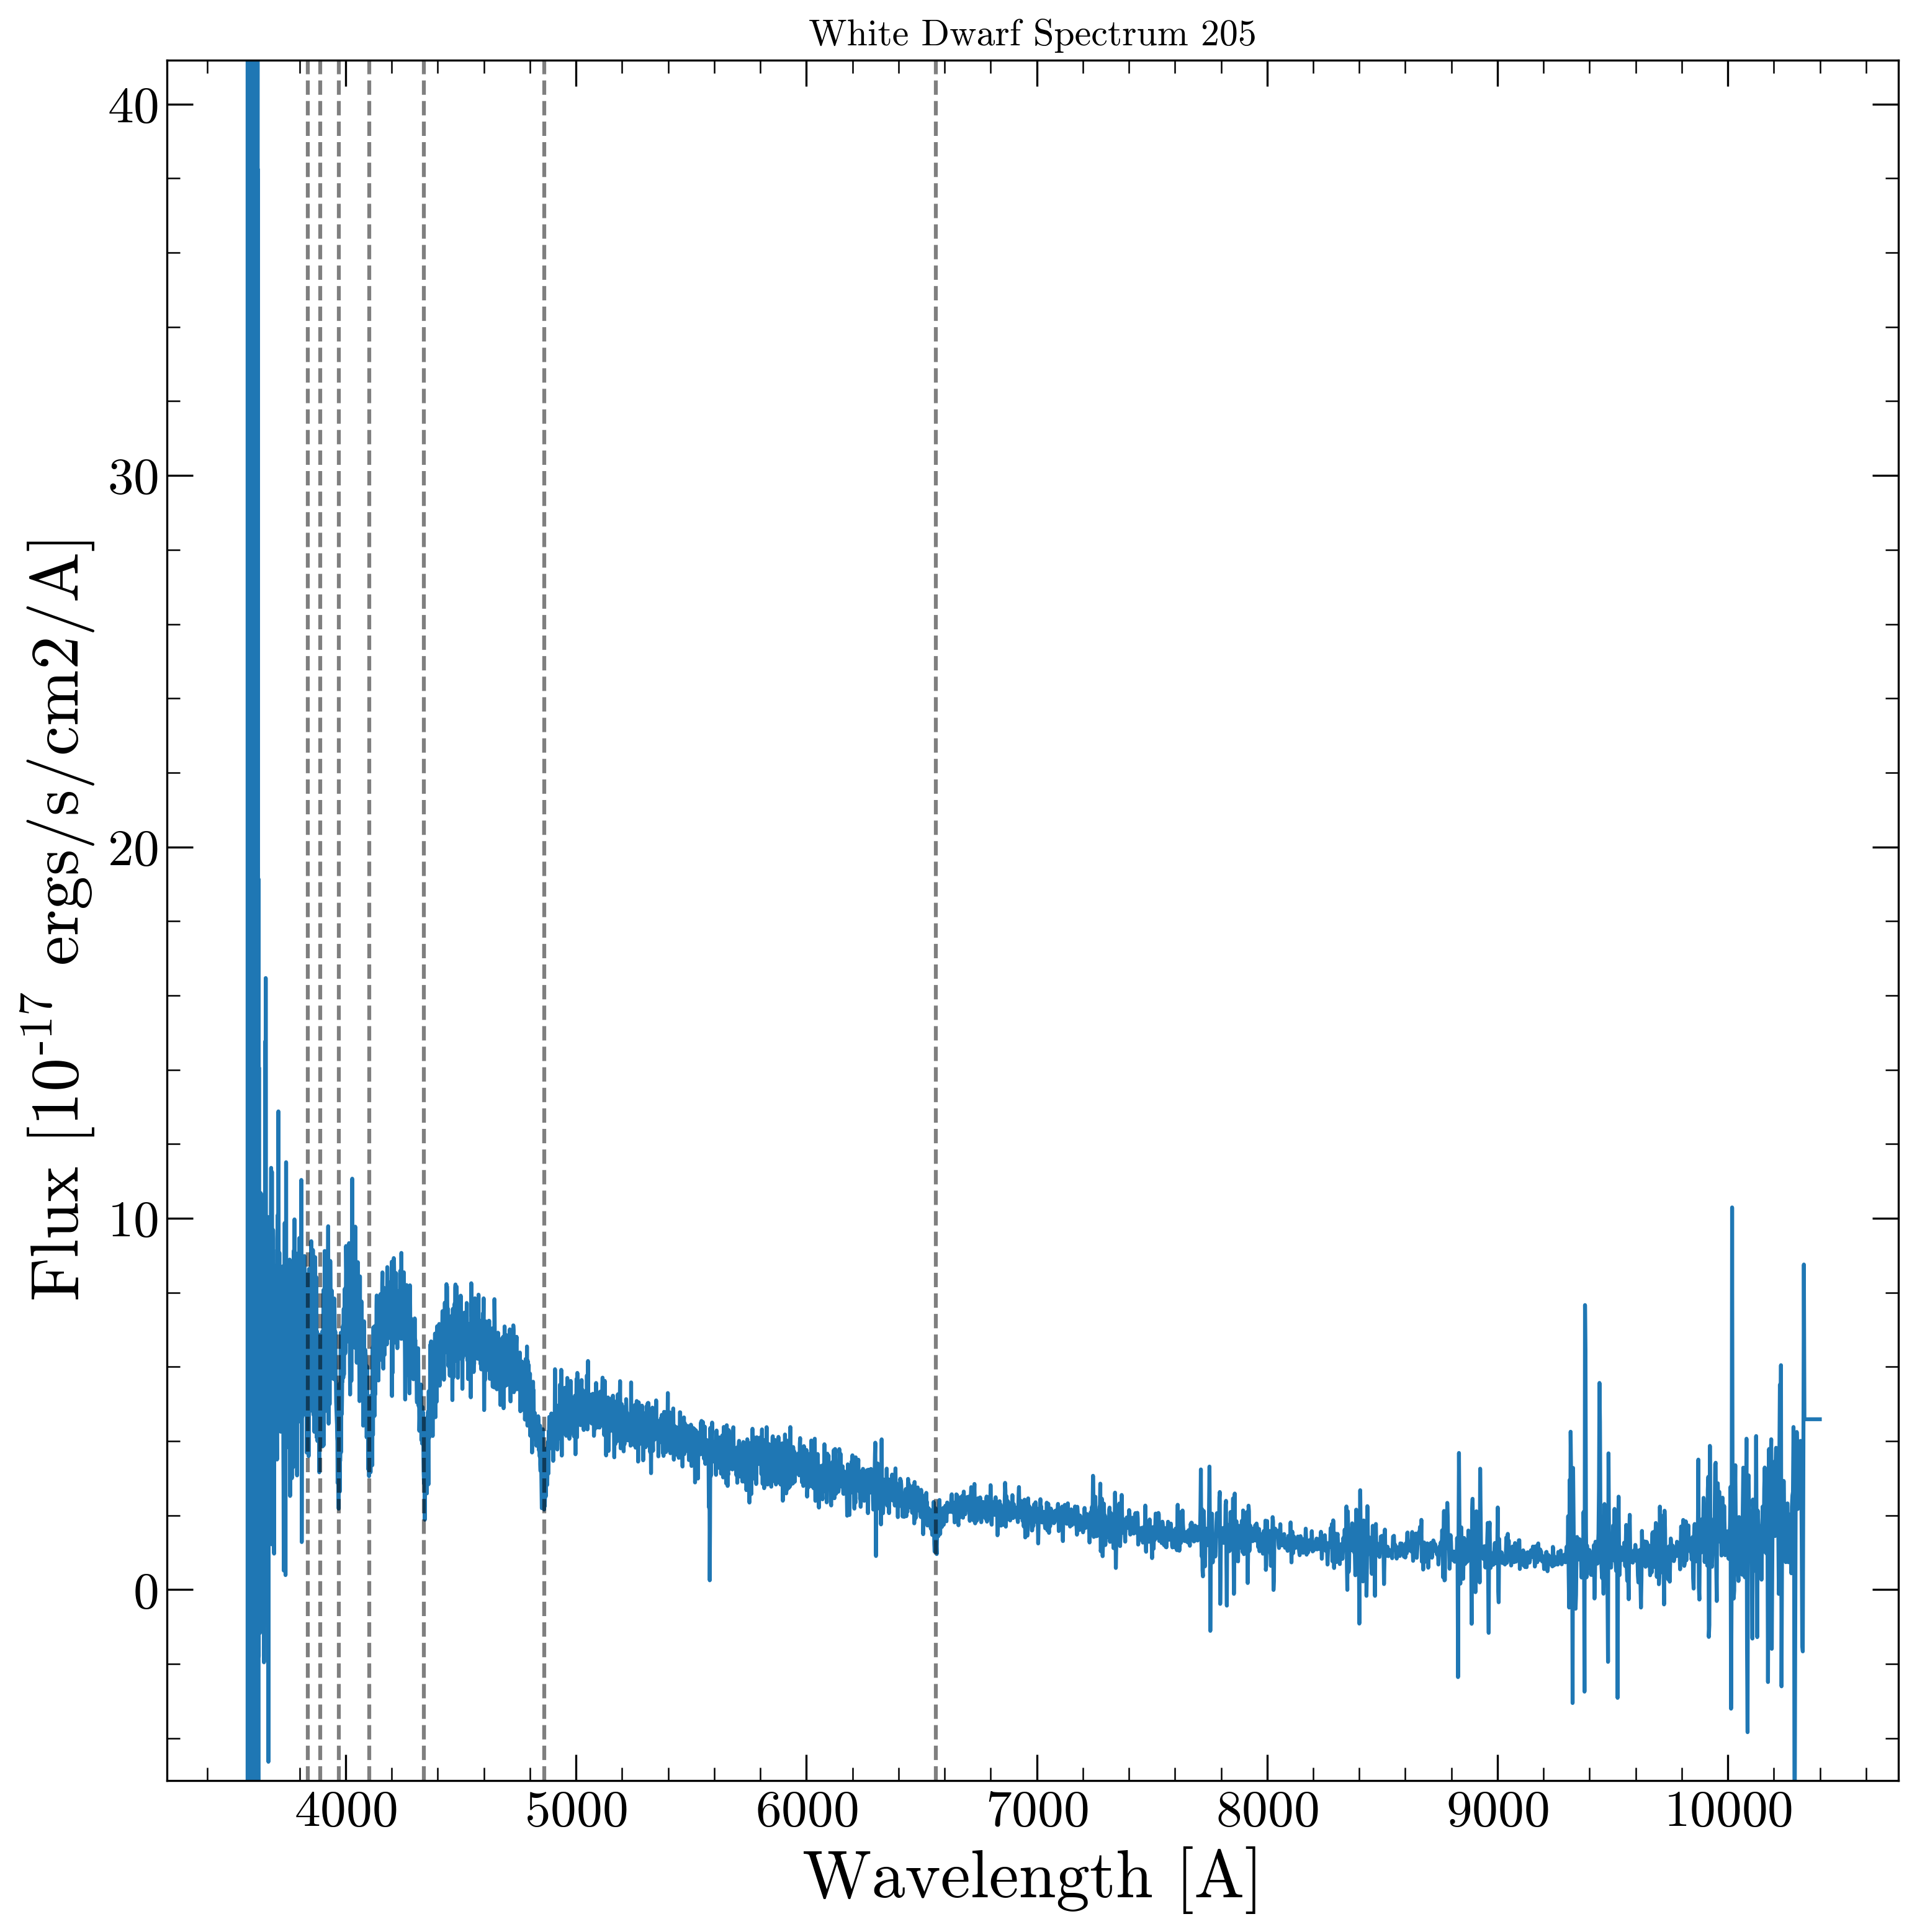 White Dwarf Spectrum 205
40
30
20
10
0
Flux [10-17 ergs/s/cm2/A]
4000 5000 6000 7000 8000 9000 10000
Wavelength [A]